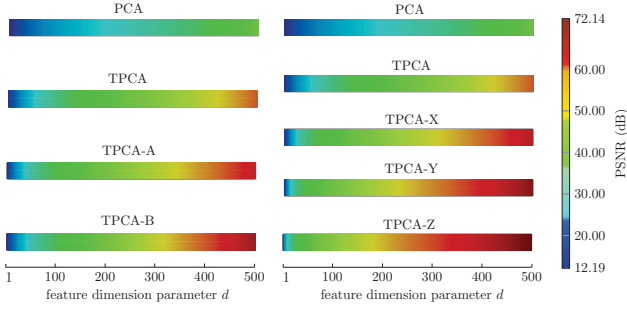 PCA
TPCA
TPCA-A
TPCA-B
1 100 200 300 400 500
feature dimension parameter d
PCA
TPCA
TPCA-X
TPCA-Y
TPCA-Z
1 100 200 300 400 500
feature dimension parameter d
72.14
60.00
50.00
40.00
30.00
20.00
12.19
PSNR (dB)